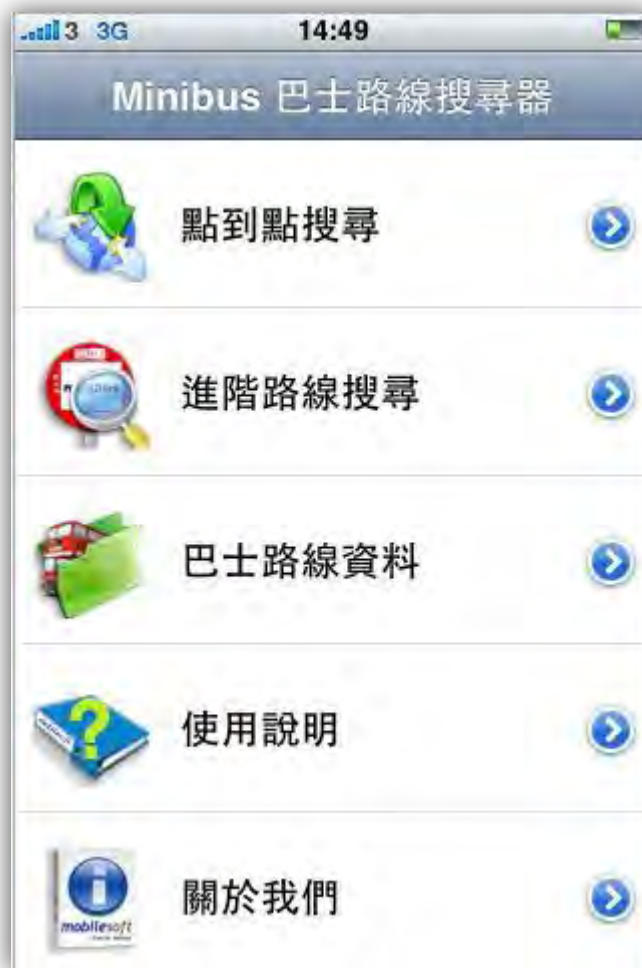 3 3G 14:49
Minibus 巴士路線搜尋器
點到點搜尋
進階路線搜尋
巴士路線資料
使用說明
關於我們
mobilesoft